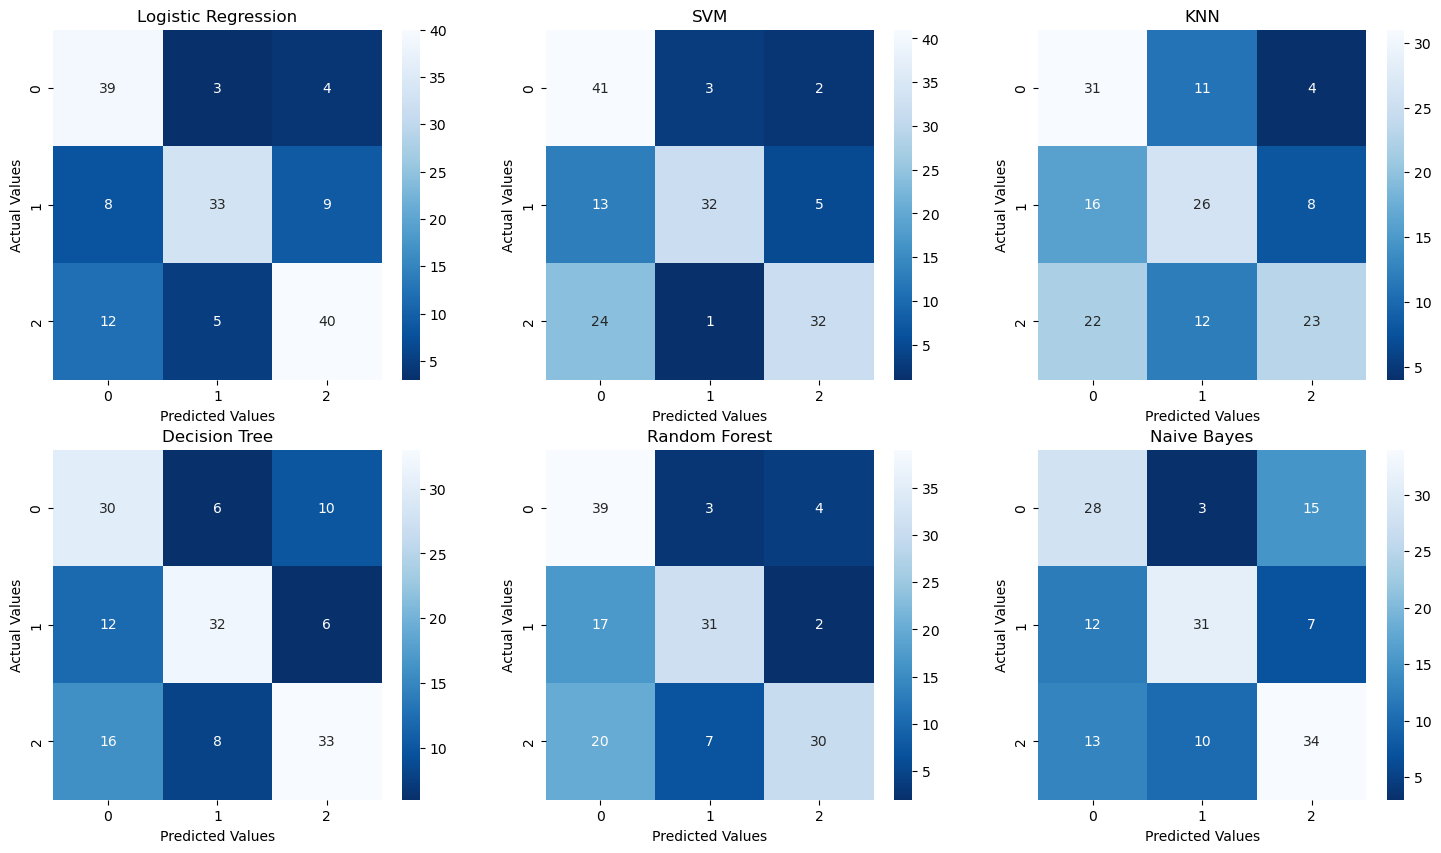 Logistic Regression
39 3 4
8 33 9
12 5 40
0
1
2
Actual Values
0 1 2
Predicted Values
40
35
30
25
20
15
10
5
SVM
41 3 2
13 32 5
24 1 32
0
1
2
Actual Values
0 1 2
Predicted Values
40
35
30
25
20
15
10
5
KNN
31 11 4
16 26 8
22 12 23
0
1
2
Actual Values
0 1 2
Predicted Values
30
25
20
15
10
5
Decision Tree
30 6 10
12 32 6
16 8 33
0
1
2
Actual Values
0 1 2
Predicted Values
30
25
20
15
10
Random Forest
39 3 4
17 31 2
20 7 30
0
1
2
Actual Values
0 1 2
Predicted Values
35
30
25
20
15
10
5
Naive Bayes
28 3 15
12 31 7
13 10 34
0
1
2
Actual Values
0 1 2
Predicted Values
30
25
20
15
10
5